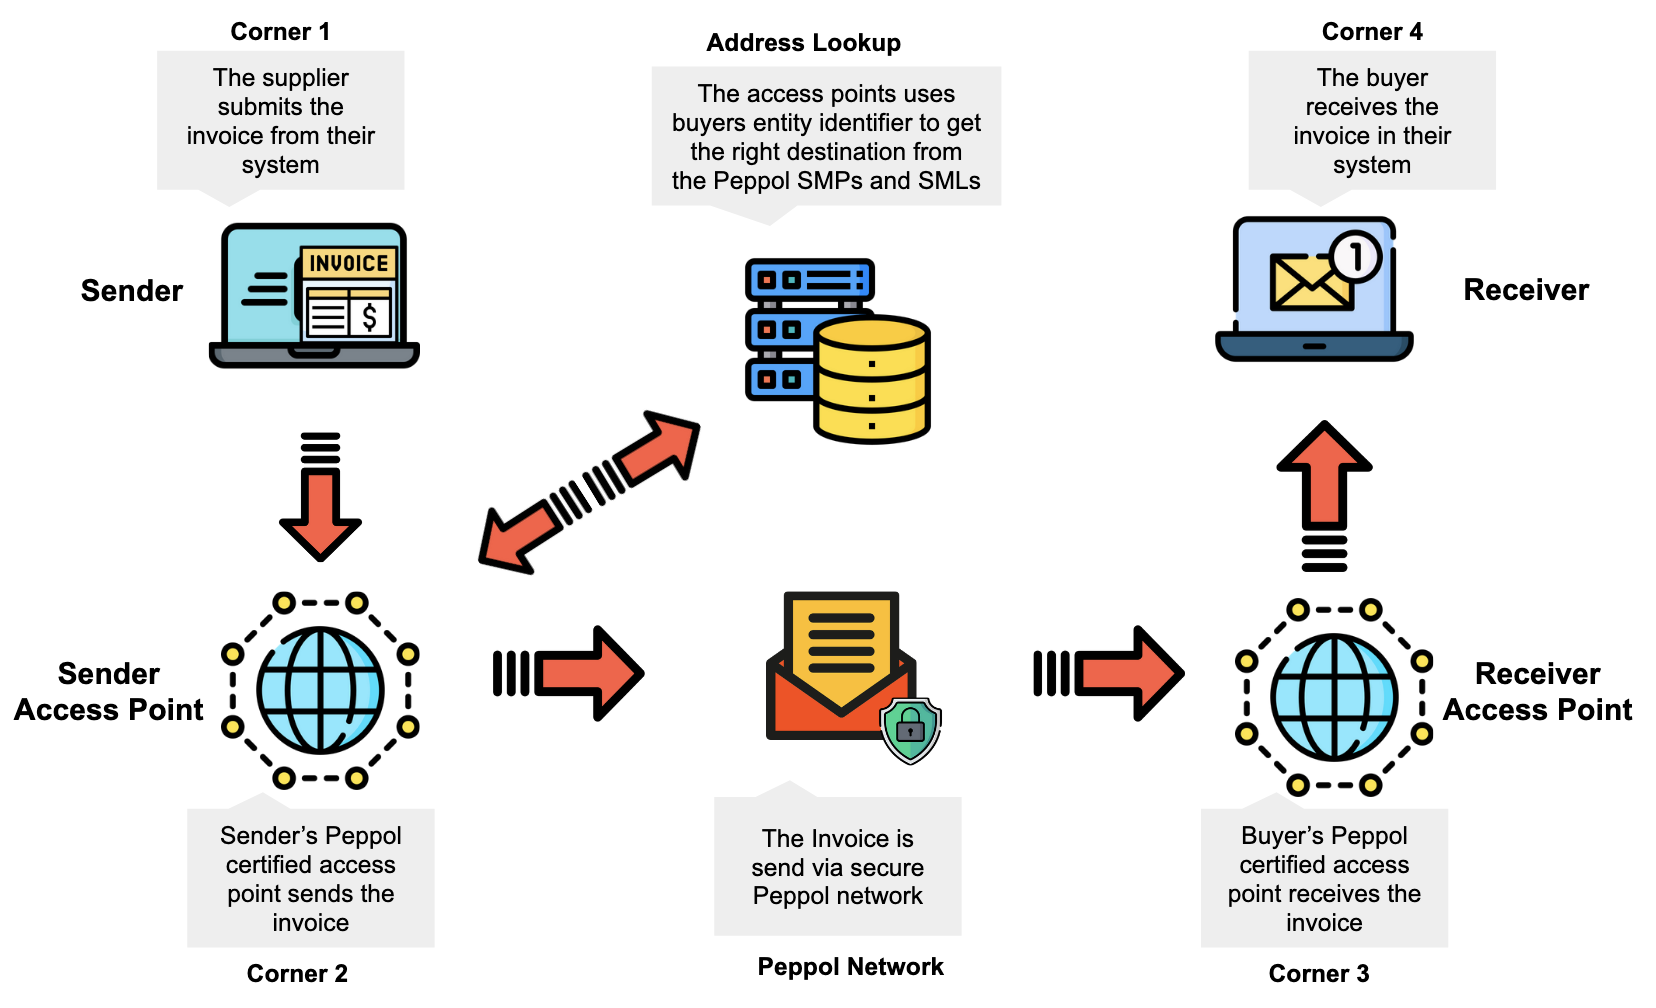 Corner 1
The supplier
submits the
invoice from their
system
Sender
INVOICE
$
Address Lookup
The access points uses
buyers entity identifier to get
the right destination from
the Peppol SMPs and SMLs
Corner 4
The buyer
receives the
invoice in their
system
1
Receiver
Sender
Access Point
Sender’s Peppol
certified access
point sends the
invoice
Corner 2
The Invoice is
send via secure
Peppol network
Peppol Network
Receiver
Access Point
Buyer’s Peppol
certified access
point receives the
invoice
Corner 3